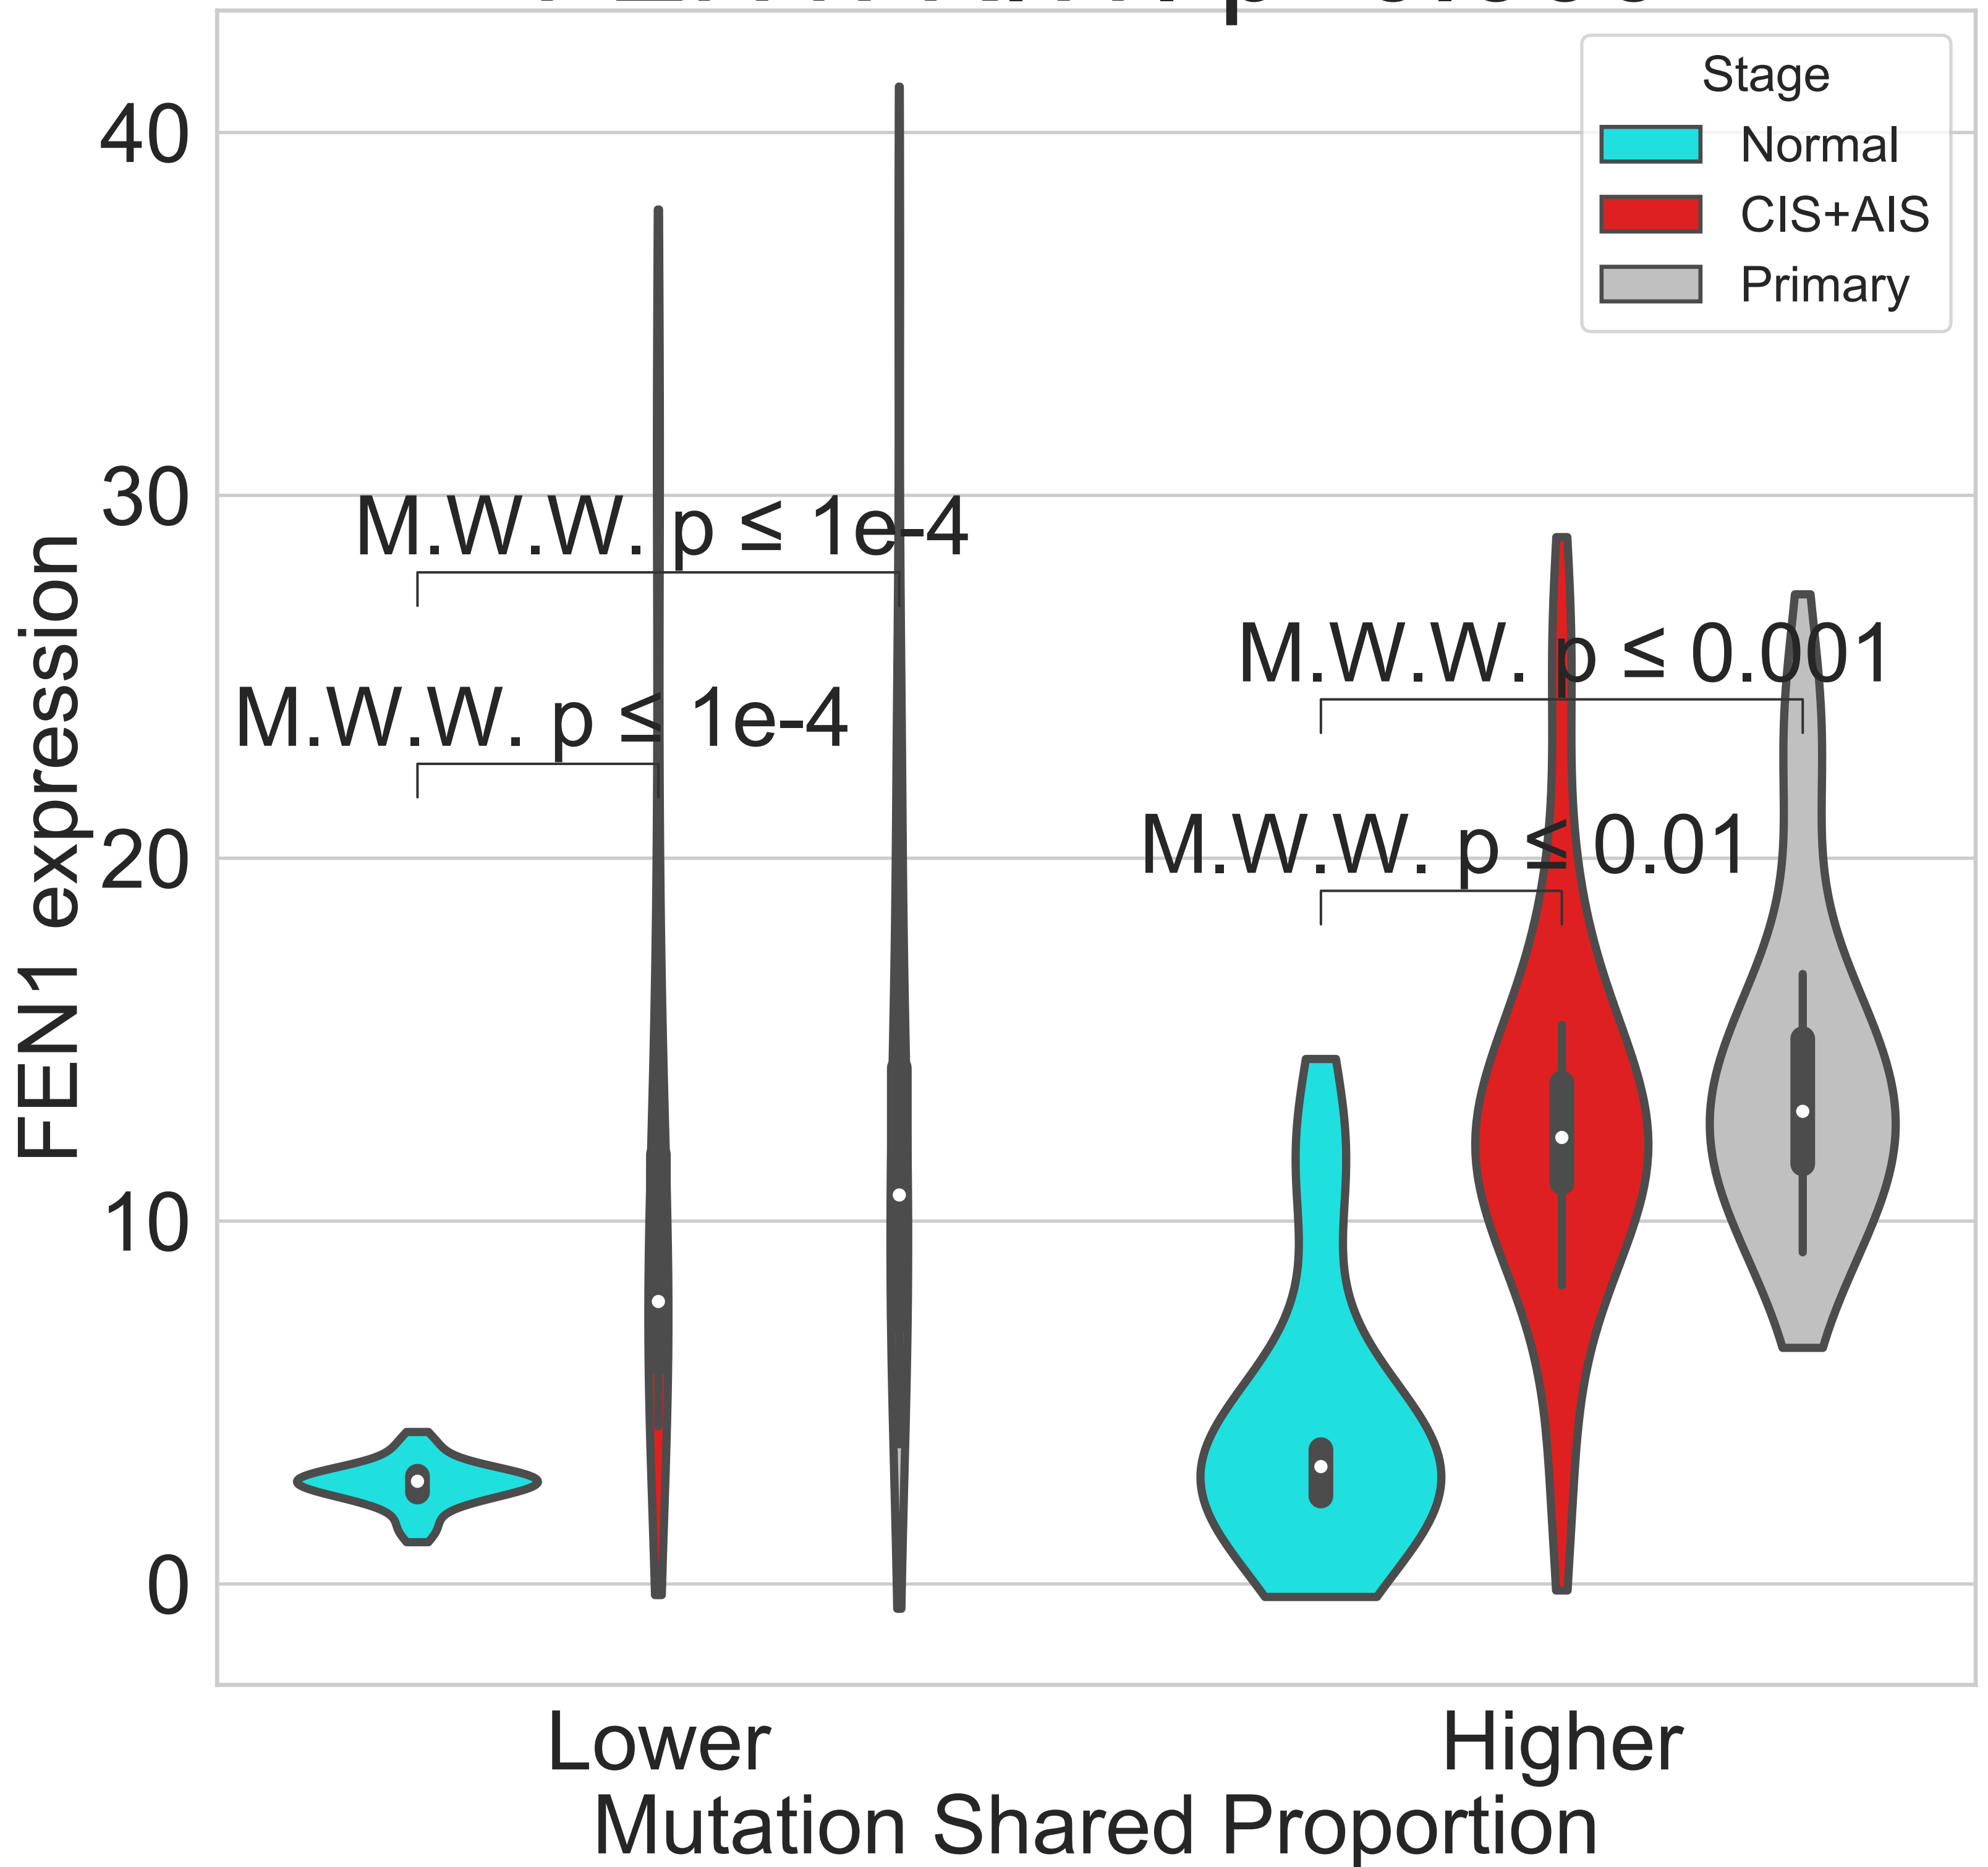 Stage
Normal
CIS+AIS
Primary
40
30
20
10
0
FEN1 expression
M.W.W. p ≤ 1e-4
M.W.W. p ≤ 1e-4
M.W.W. p ≤ 0.001
M.W.W. p ≤ 0.01
Lower
Higher
Mutation Shared Proportion